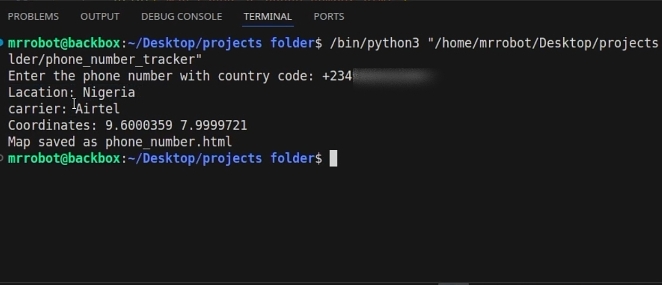 PROBLEMS OUTPUT DEBUG CONSOLE TERMINAL PORTS
mrrobot@backbox:~/Desktop/projects folder$ /bin/python3 "/home/mrrobot/Desktop/projects
lder/phone_number_tracker"
Enter the phone number with country code: +234
Lacation: Nigeria
carrier: Airtel
Coordinates: 9.6000359 7.9999721
Map saved as phone_number.html
mrrobot@backbox:~/Desktop/projects folder$